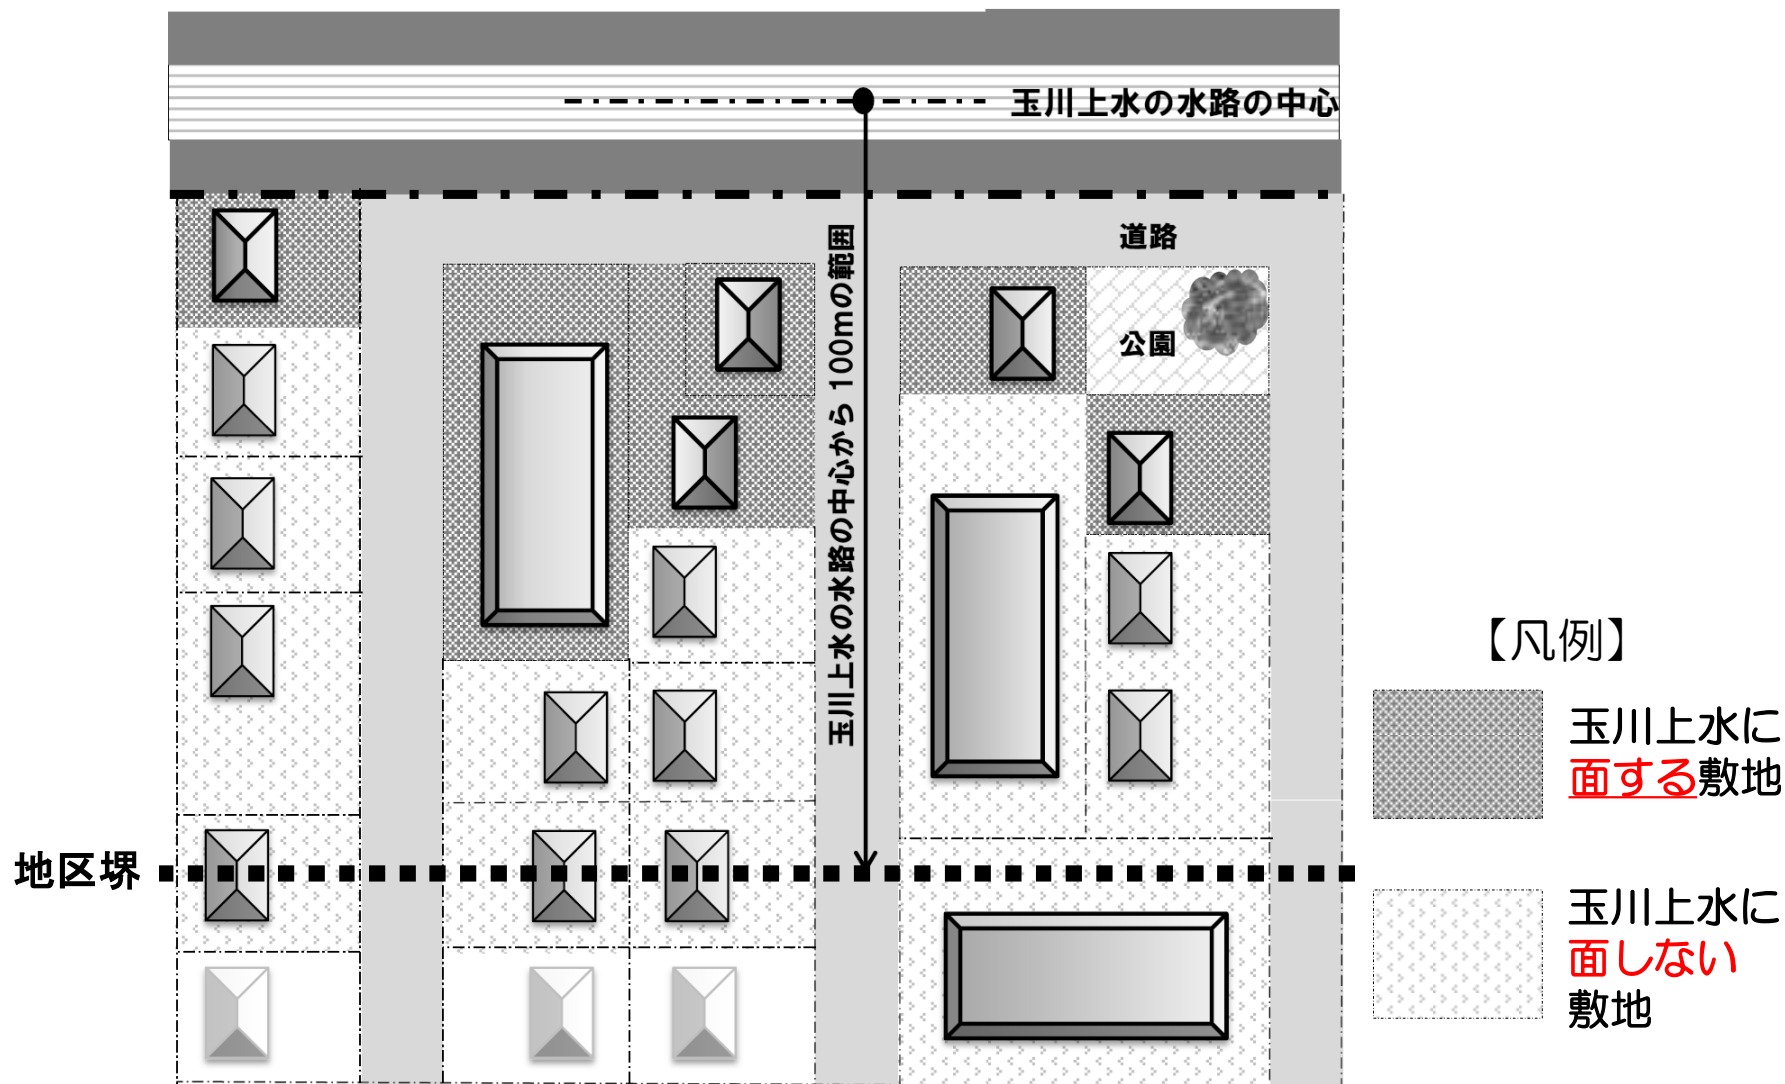 玉川上水の水路の中心
道路
公園
玉川上水の水路の中心から 100mの範囲
地区堺
【凡例】
玉川上水に
面する敷地
玉川上水に
面しない
敷地